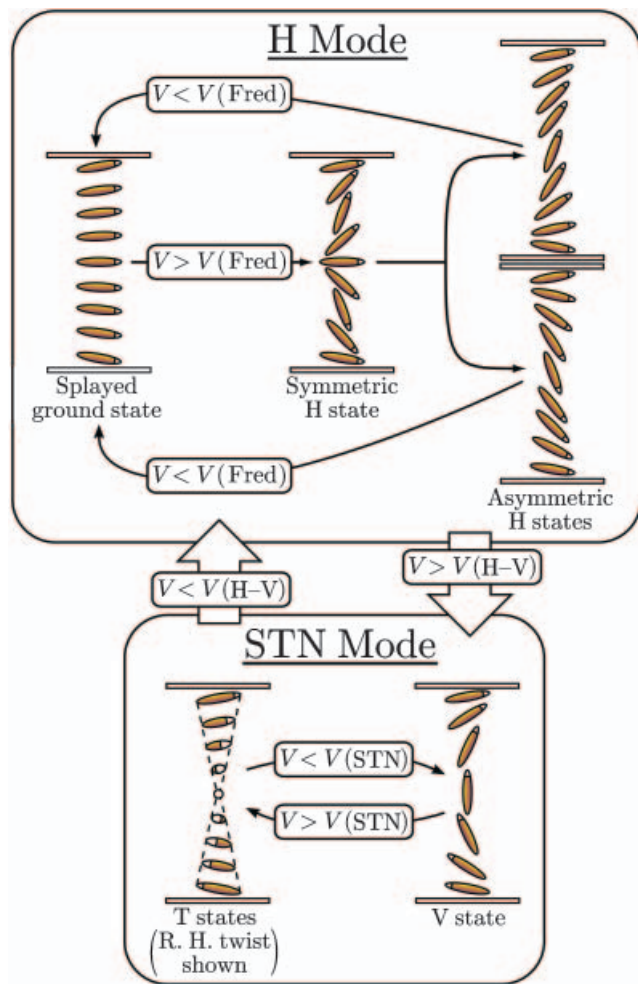 H Mode
V < V(Fred)
V > V(Fred)
Splayed
ground state
Symmetric
H state
V < V(Fred)
Asymmetric
H states
V < V(H–V)
V > V(H–V)
STN Mode
V < V(STN)
V > V(STN)
T states
(R. H. twist)
shown
V state